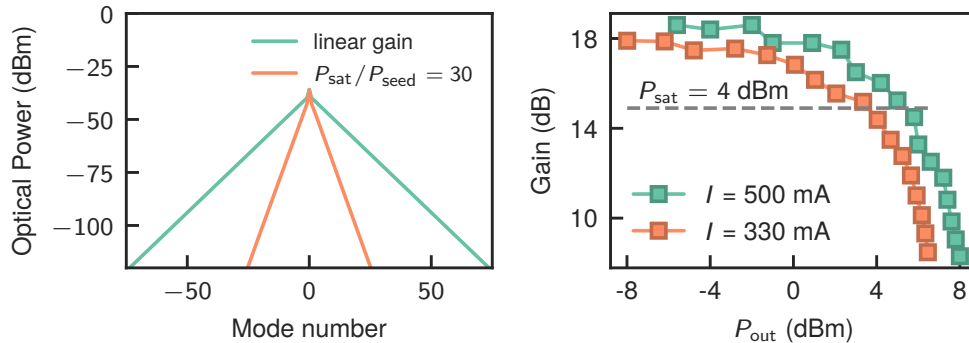 Optical Power (dBm)
0
−25
−50
−75
−100
linear gain
P_sat/P_seed = 30
−50
0
50
Mode number
Gain (dB)
18
14
10
P_sat = 4 dBm
I = 500 mA
I = 330 mA
-8
-4
0
4
8
P_out (dBm)